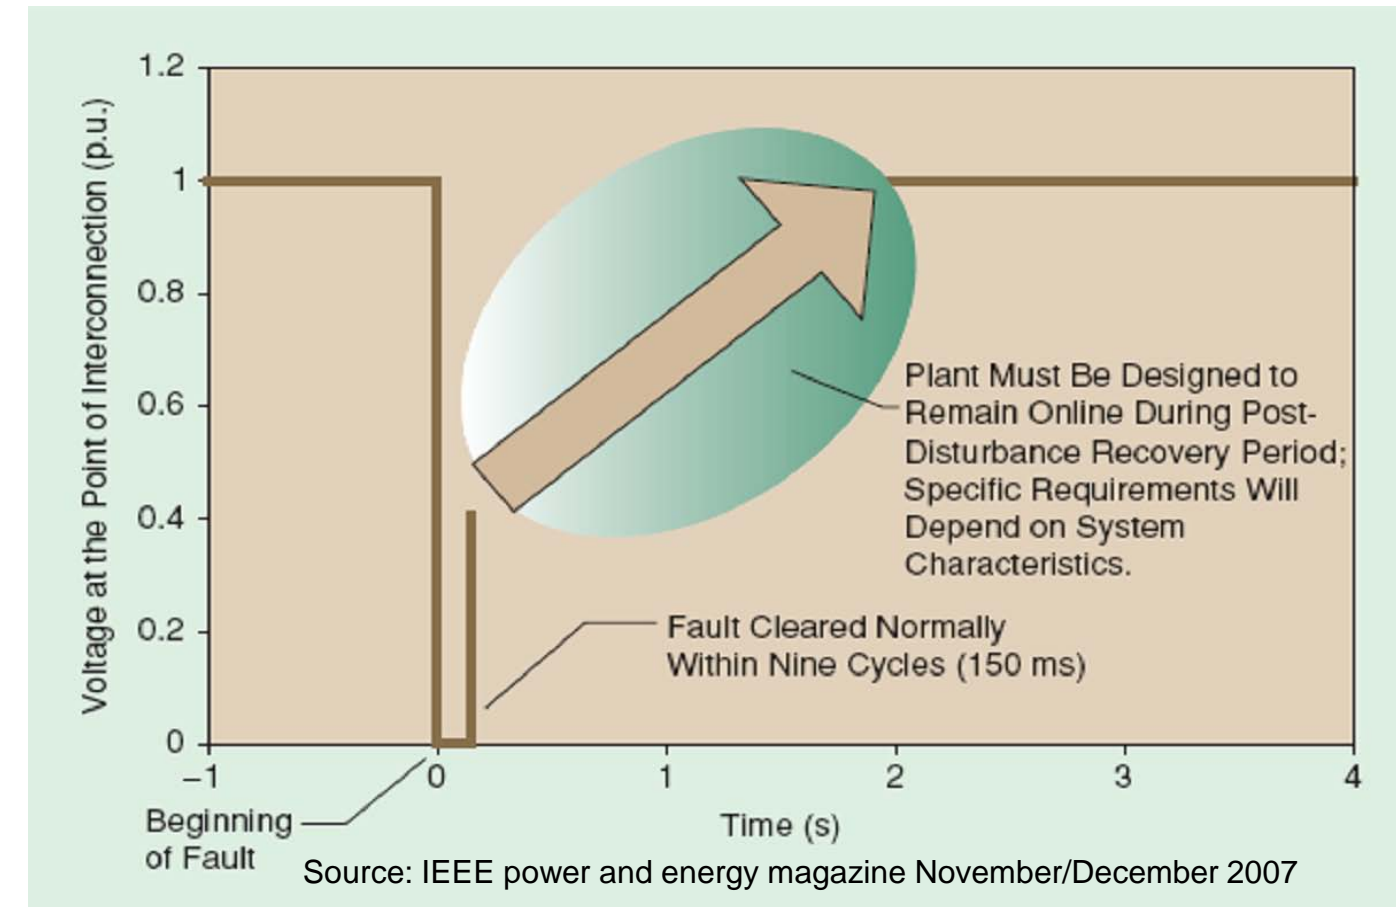 Voltage at the Point of Interconnection (p.u.)
1.2
1
0.8
0.6
0.4
0.2
0
Plant Must Be Designed to
Remain Online During Post-
Disturbance Recovery Period;
Specific Requirements Will
Depend on System
Characteristics.
Fault Cleared Normally
Within Nine Cycles (150 ms)
−1 0 1 2 3 4
Beginning
of Fault
Time (s)
Source: IEEE power and energy magazine November/December 2007